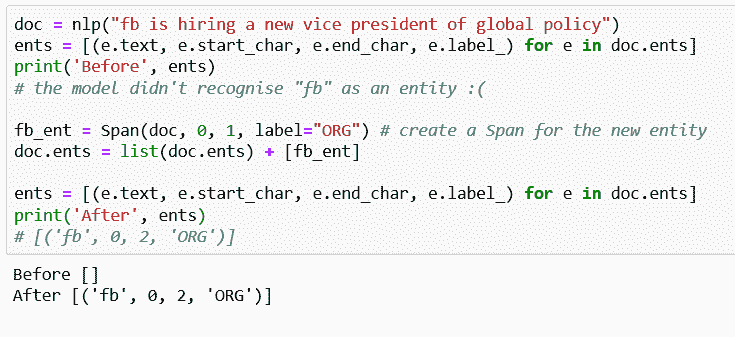 doc = nlp("fb is hiring a new vice president of global policy")
ents = [(e.text, e.start_char, e.end_char, e.label_) for e in doc.ents]
print('Before', ents)
# the model didn't recognise "fb" as an entity :(
fb_ent = Span(doc, 0, 1, label="ORG") # create a Span for the new entity
doc.ents = list(doc.ents) + [fb_ent]
ents = [(e.text, e.start_char, e.end_char, e.label_) for e in doc.ents]
print('After', ents)
# [('fb', 0, 2, 'ORG')]
Before []
After [('fb', 0, 2, 'ORG')]